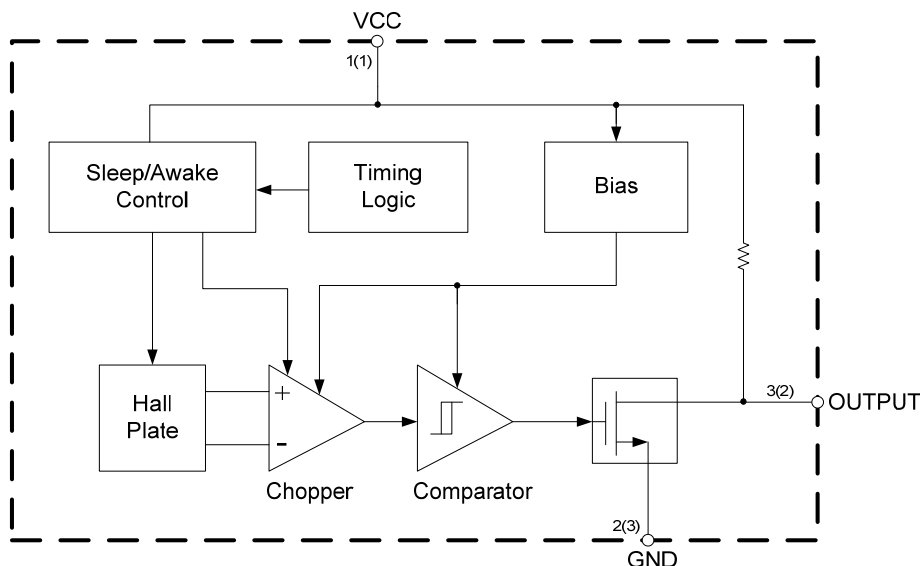 VCC
1(1)
Sleep/Awake
Control
Timing
Logic
Bias
Hall
Plate
+
-
Chopper
Comparator
3(2)
OUTPUT
2(3)
GND